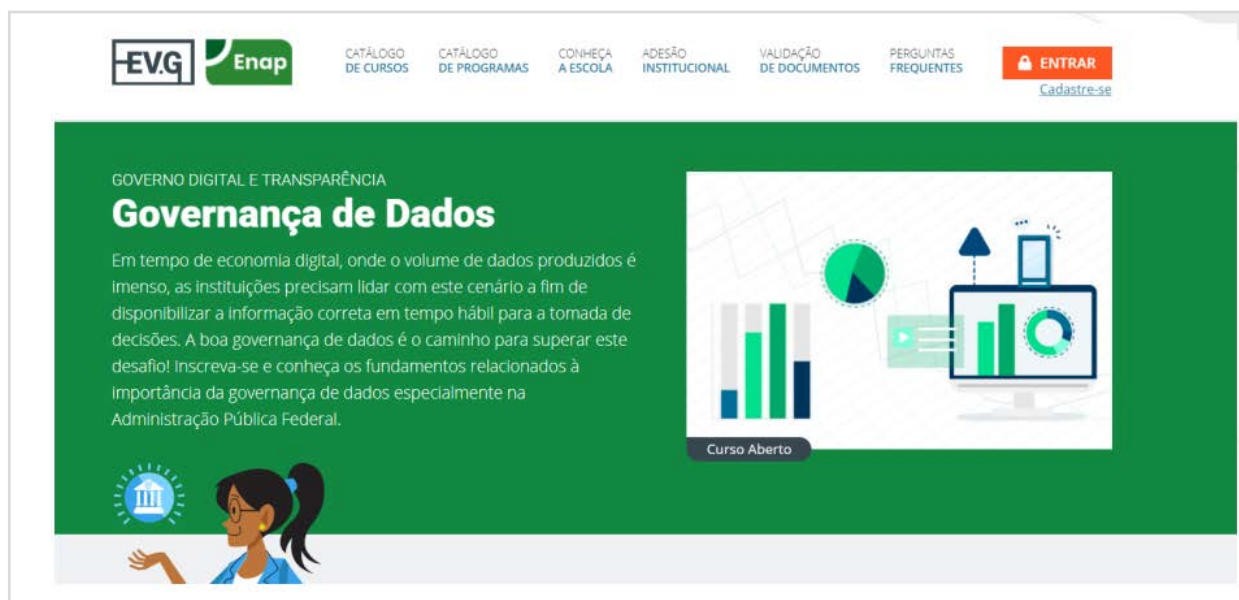 EV.G Enap
CATÁLOGO
DE CURSOS
CATÁLOGO
DE PROGRAMAS
CONHEÇA
A ESCOLA
ADESÃO
INSTITUCIONAL
VALIDAÇÃO
DE DOCUMENTOS
PERGUNTAS
FREQUENTES
ENTRAR
Cadastre-se
GOVERNO DIGITAL E TRANSPARÊNCIA
Governança de Dados
Em tempo de economia digital, onde o volume de dados produzidos é
imenso, as instituições precisam lidar com este cenário a fim de
disponibilizar a informação correta em tempo hábil para a tomada de
decisões. A boa governança de dados é o caminho para superar este
desafio! Inscreva-se e conheça os fundamentos relacionados à
importância da governança de dados especialmente na
Administração Pública Federal.
Curso Aberto